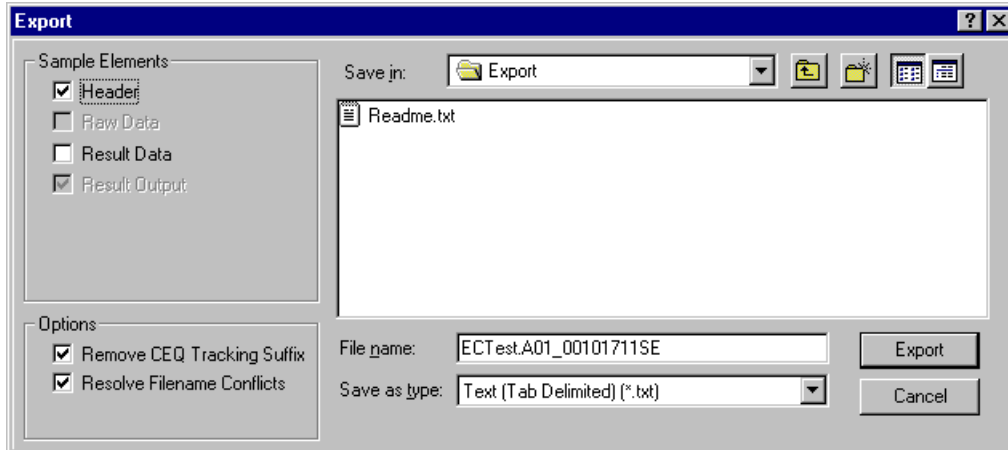 Export
Sample Elements
Header
Raw Data
Result Data
Result Output
Options
Remove CEQ Tracking Suffix
Resolve Filename Conflicts
Save in: Export
Readme.txt
File name: ECTest.A01_00101711SE
Save as type: Text (Tab Delimited) (*.txt)
Export
Cancel